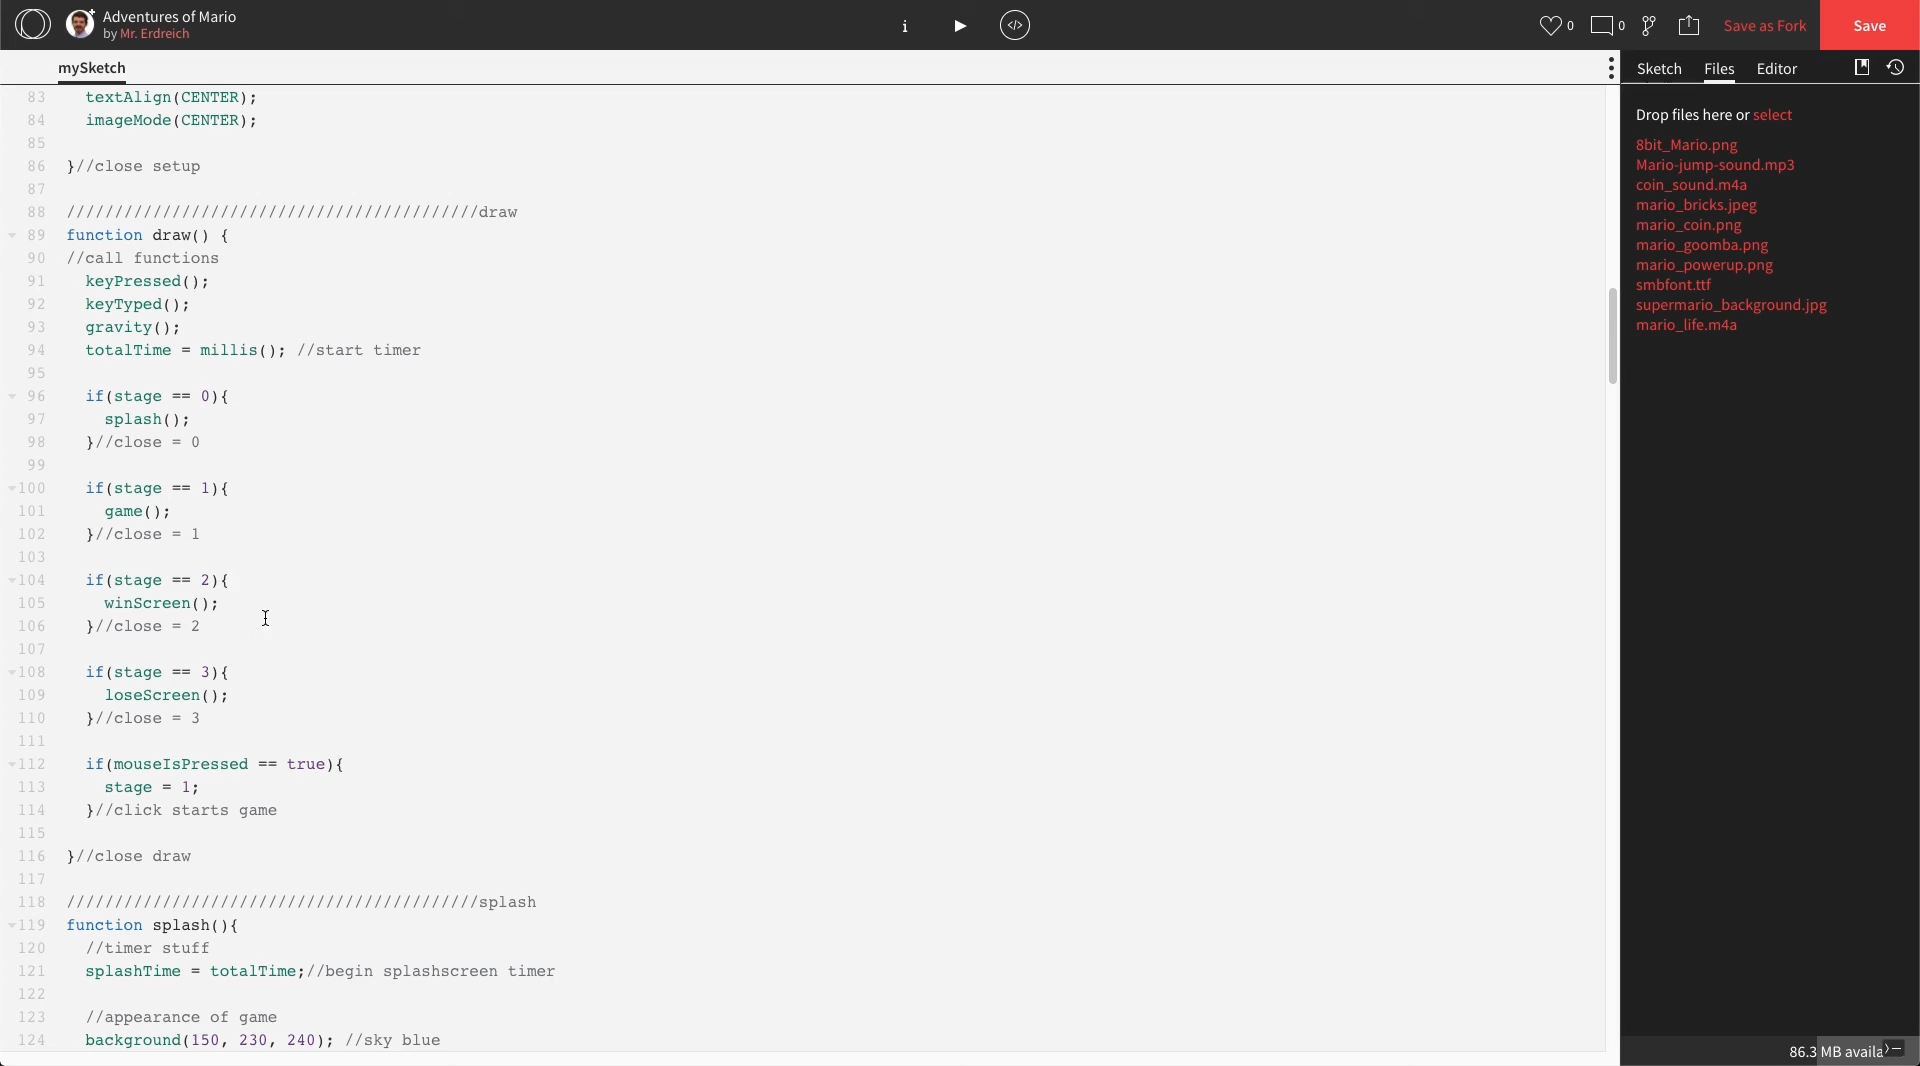 Adventures of Mario
by Mr. Erdreich
i
</>
0
0
Save as Fork
Save
mySketch
Sketch Files Editor
83 textAlign(CENTER);
84 imageMode(CENTER);
85
86 }//close setup
87
88 ///////////////////////////////////////////draw
89 function draw() {
90 //call functions
91 keyPressed();
92 keyTyped();
93 gravity();
94 totalTime = millis(); //start timer
95
96 if(stage == 0){
97 splash();
98 }//close = 0
99
100 if(stage == 1){
101 game();
102 }//close = 1
103
104 if(stage == 2){
105 winScreen();
106 }//close = 2
107
108 if(stage == 3){
109 loseScreen();
110 }//close = 3
111
112 if(mouseIsPressed == true){
113 stage = 1;
114 }//click starts game
115
116 }//close draw
117
118 ///////////////////////////////////////////splash
119 function splash(){
120 //timer stuff
121 splashTime = totalTime;//begin splashscreen timer
122
123 //appearance of game
124 background(150, 230, 240); //sky blue
Drop files here or select
8bit_Mario.png
Mario-jump-sound.mp3
coin_sound.m4a
mario_bricks.jpeg
mario_coin.png
mario_goomba.png
mario_powerup.png
smbfont.ttf
supermario_background.jpg
mario_life.m4a
86.3 MB availa